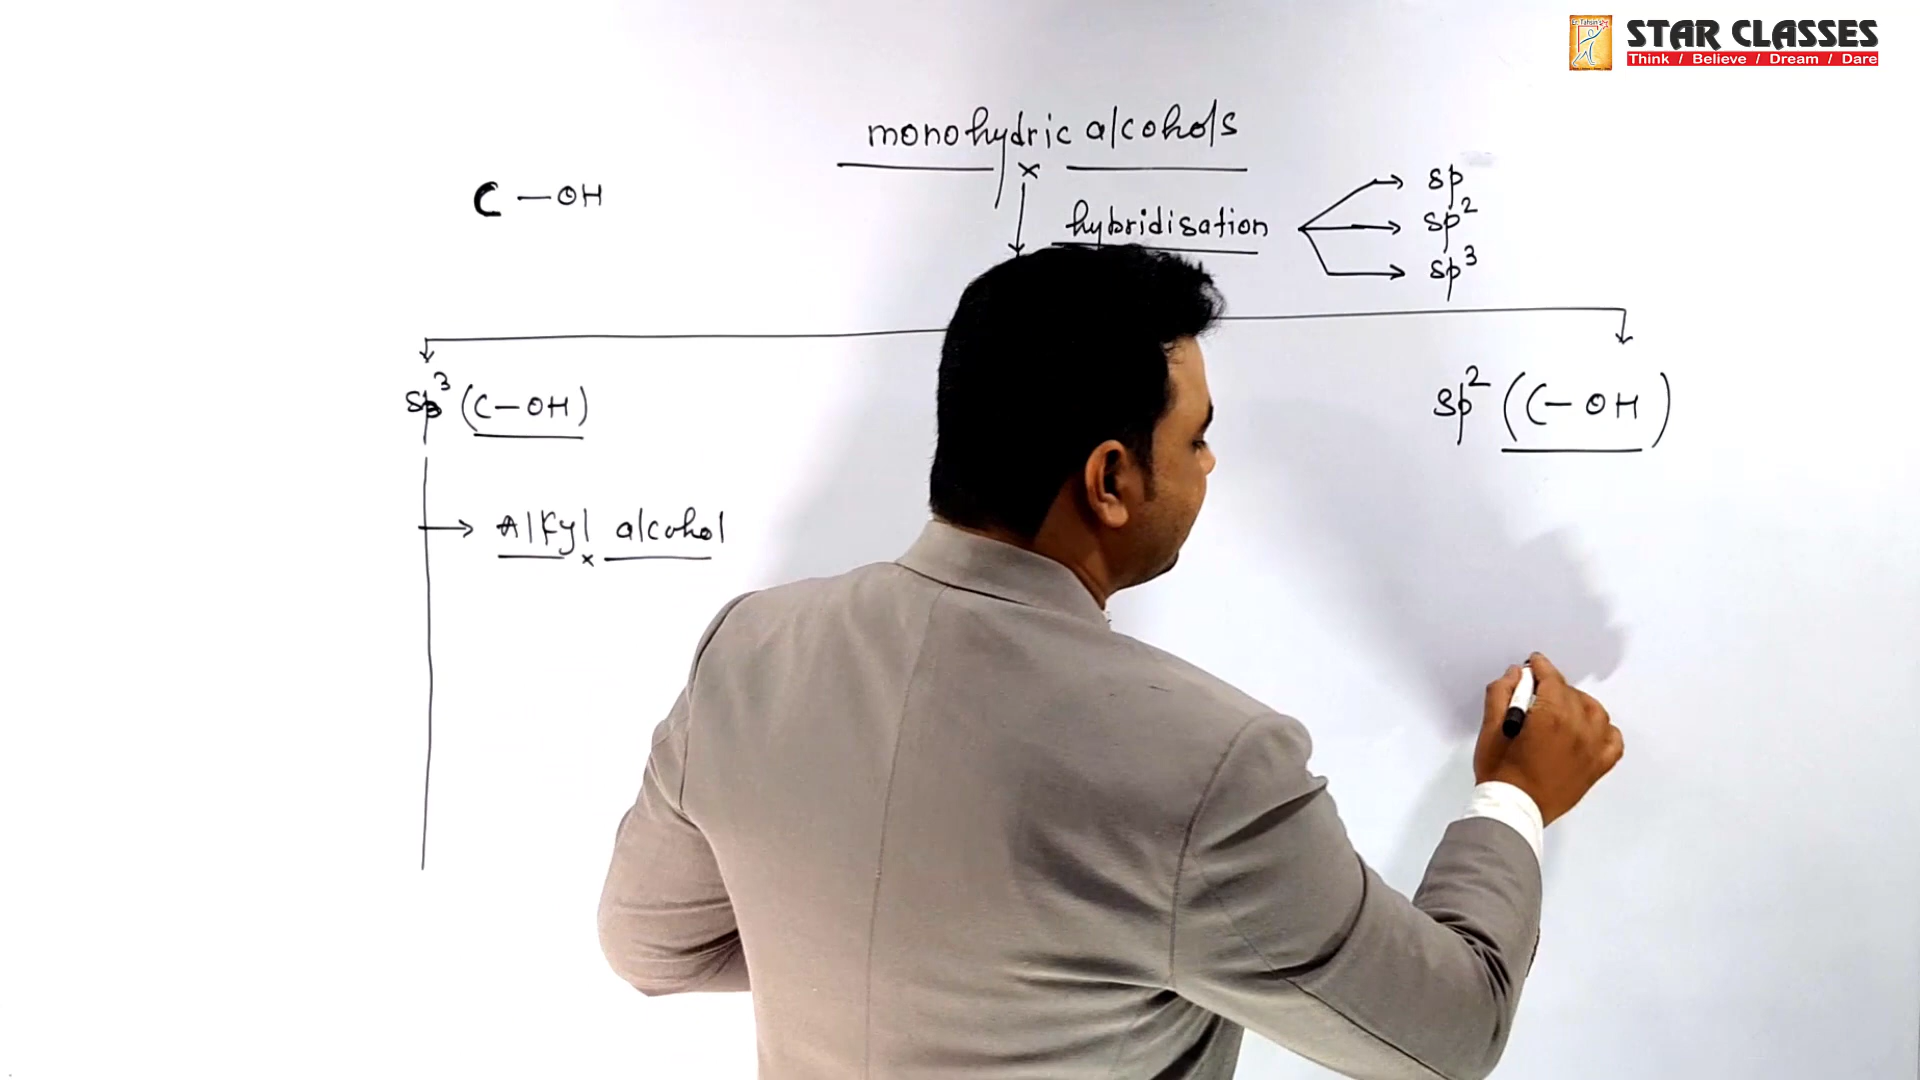 STAR CLASSES
Think / Believe / Dream / Dare
monohydric alcohols
C – OH
hybridisation
sp
sp²
sp³
sp³ (C – OH)
sp² (C – OH)
Alkyl alcohol